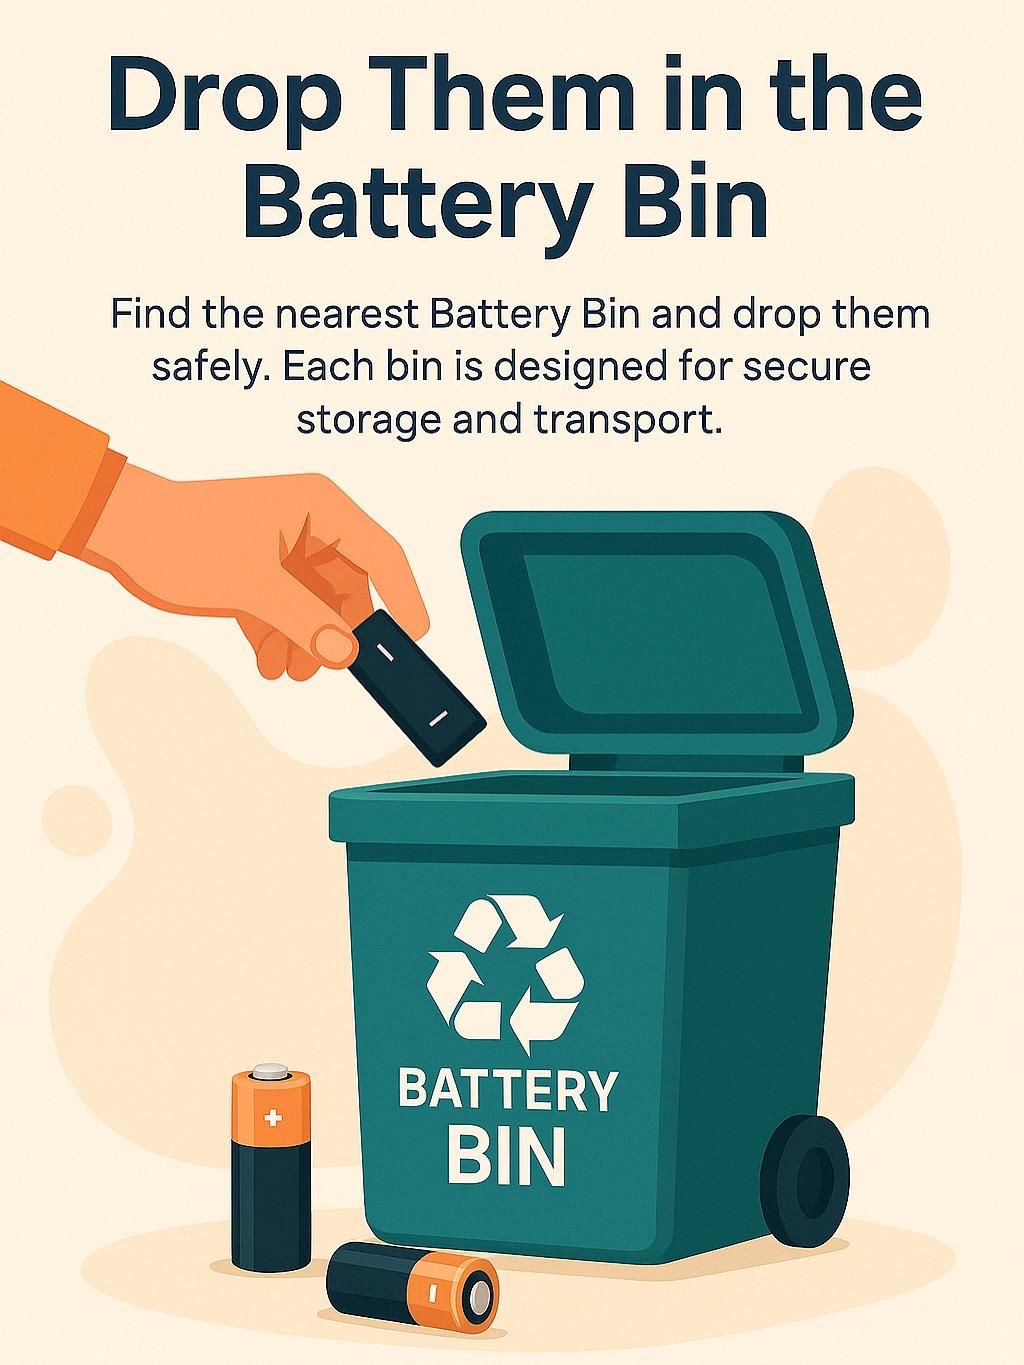 Drop Them in the
Battery Bin
Find the nearest Battery Bin and drop them
safely. Each bin is designed for secure
storage and transport.
BATTERY
BIN
+